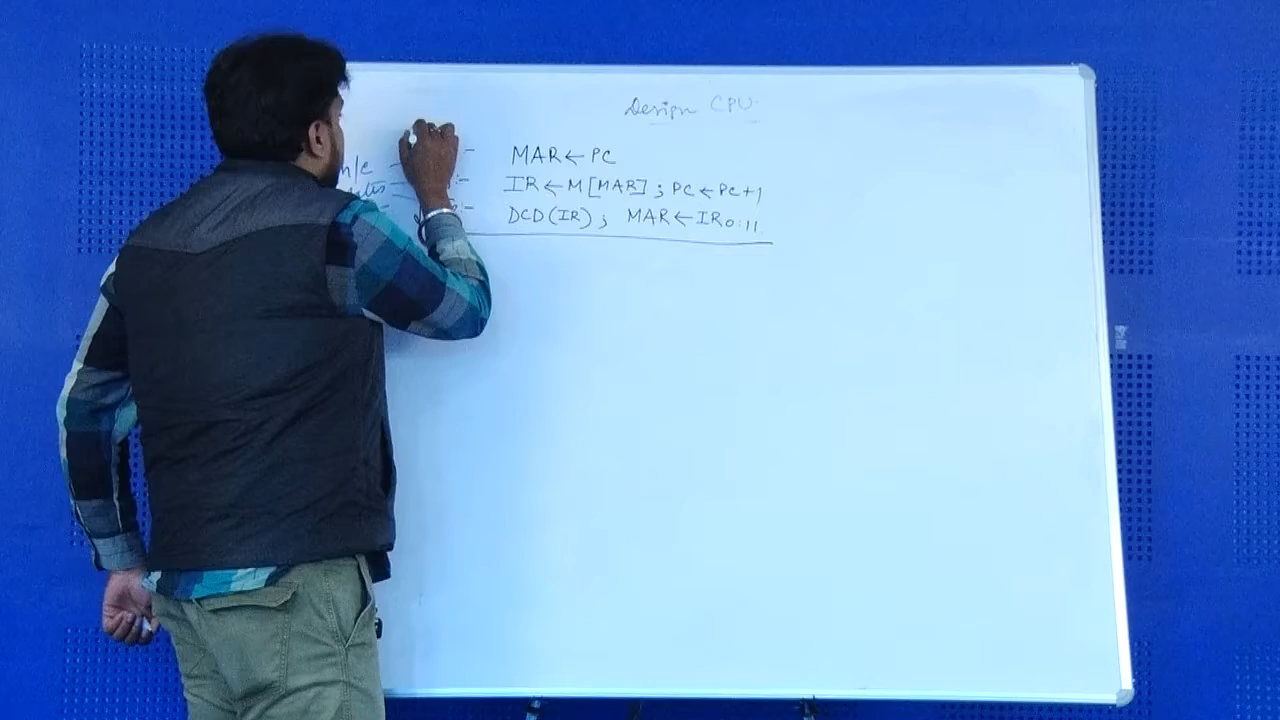 Design CPU
MAR ← PC
m/c :-
IR ← M[MAR] ; PC ← PC+1
DCD(IR) ; MAR ← IR0:11